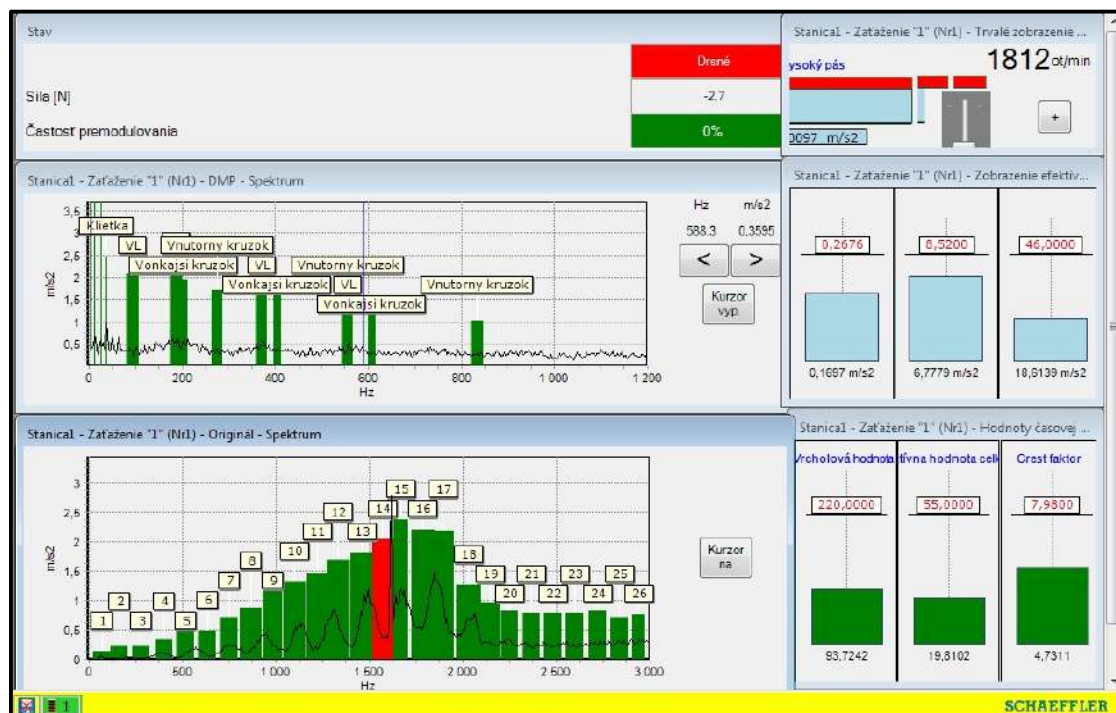 Stav
Drsné
Sila [N]
-2,7
Častosť premodulovania
0%
Stanica1 - Zaťaženie "1" (Nr1) - Trvalé zobrazenie ...
ysoký pás
1812 ot/min
0097 m/s2
+
Stanica1 - Zaťaženie "1" (Nr1) - DMP - Spektrum
3,5
3
2,5
2
1,5
1
0,5
m/s2
Klietka
VL
Vnutorny kruzok
Vonkajsi kruzok
VL
Vnutorny kruzok
Vonkajsi kruzok
VL
Vonkajsi kruzok
Vnutorny kruzok
0 200 400 600 800 1 000 1 200
Hz
Hz m/s2
588.3 0.3595
< >
Kurzor
vyp.
Stanica1 - Zaťaženie "1" (Nr1) - Zobrazenie efektív...
0,2676 8,5200 46,0000
0,1697 m/s2 6,7779 m/s2 18,6139 m/s2
Stanica1 - Zaťaženie "1" (Nr1) - Originál - Spektrum
3
2,5
2
1,5
1
0,5
0
m/s2
1 2 3 4 5 6 7 8 9 10 11 12 13 14 15 16 17 18 19 20 21 22 23 24 25 26
0 500 1 000 1 500 2 000 2 500 3 000
Hz
Kurzor
na
Stanica1 - Zaťaženie "1" (Nr1) - Hodnoty časovej ...
Vrcholová hodnota tívna hodnota celk Crest faktor
220,0000 55,0000 7,9800
93,7242 19,8102 4,7311
1
SCHAEFFLER